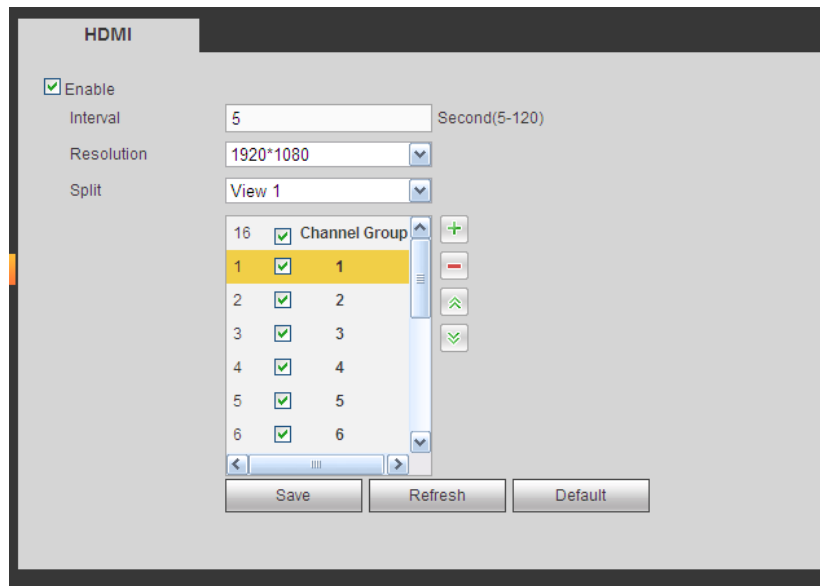 HDMI
Enable
Interval 5 Second(5-120)
Resolution 1920*1080
Split View 1
16 Channel Group
1 1
2 2
3 3
4 4
5 5
6 6
Save Refresh Default